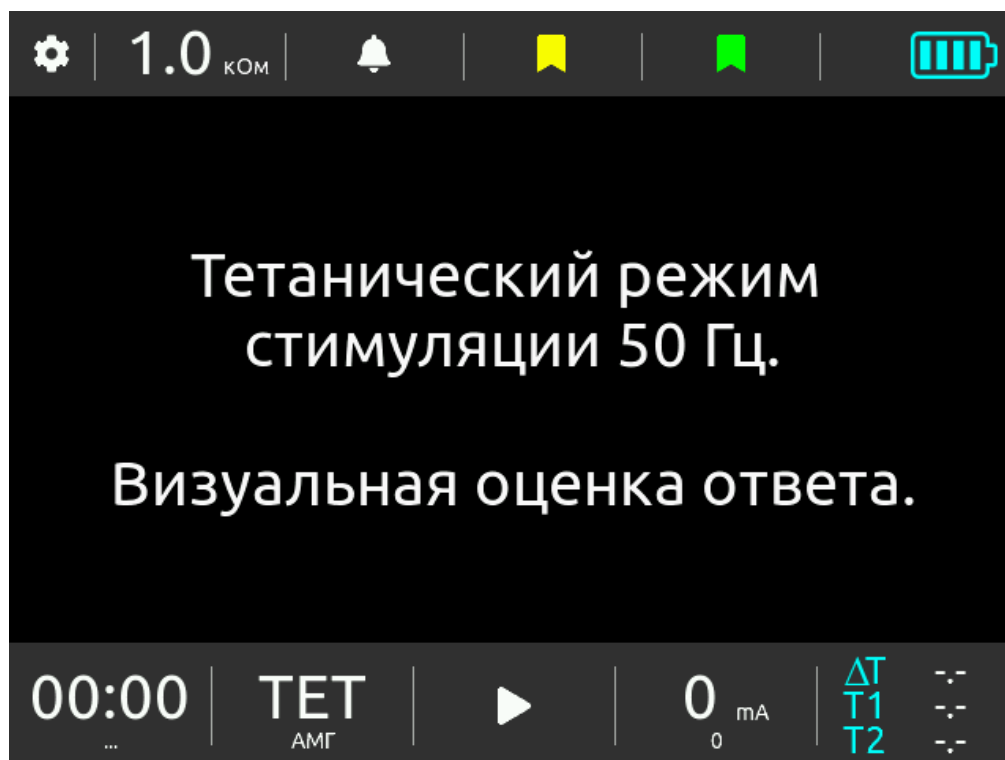 1.0 кОм
Тетанический режим
стимуляции 50 Гц.
Визуальная оценка ответа.
00:00
...
ТЕТ
АМГ
0 mA
0
ΔT -.-
T1 -.-
T2 -.-